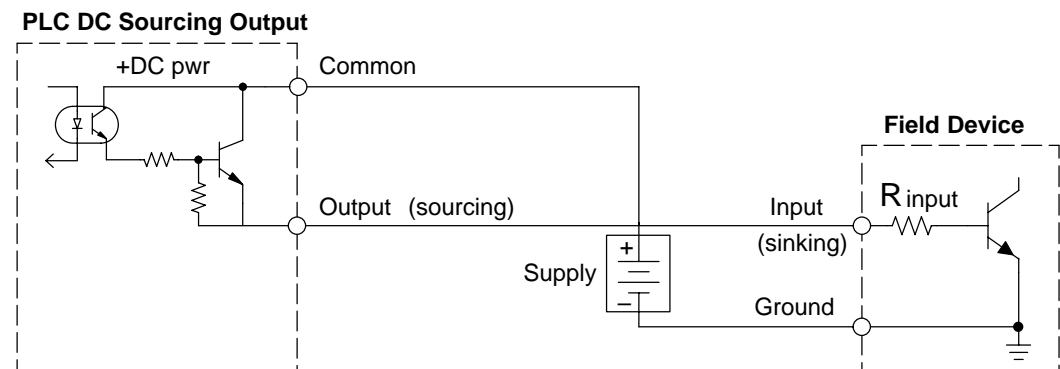 PLC DC Sourcing Output
+DC pwr
Common
Field Device
Output (sourcing)
Input
(sinking)
R input
+
Supply
–
Ground